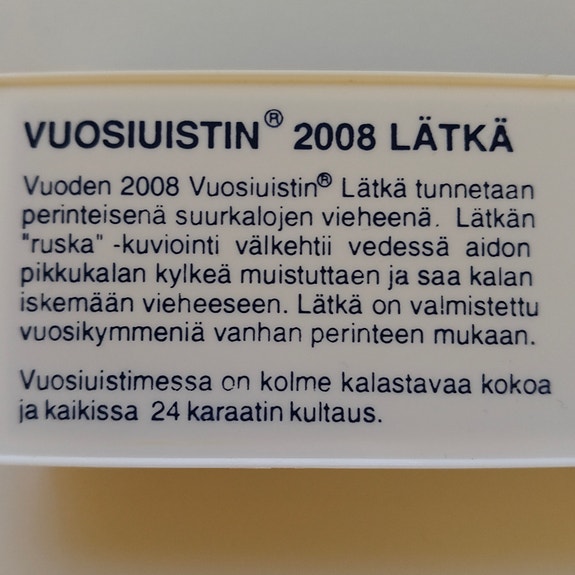 VUOSIUISTIN® 2008 LÄTKÄ
Vuoden 2008 Vuosiuistin® Lätkä tunnetaan
perinteisenä suurkalojen vieheenä. Lätkän
"ruska" -kuviointi välkehtii vedessä aidon
pikkukalan kylkeä muistuttaen ja saa kalan
iskemään vieheeseen. Lätkä on valmistettu
vuosikymmeniä vanhan perinteen mukaan.
Vuosiuistimessa on kolme kalastavaa kokoa
ja kaikissa 24 karaatin kultaus.